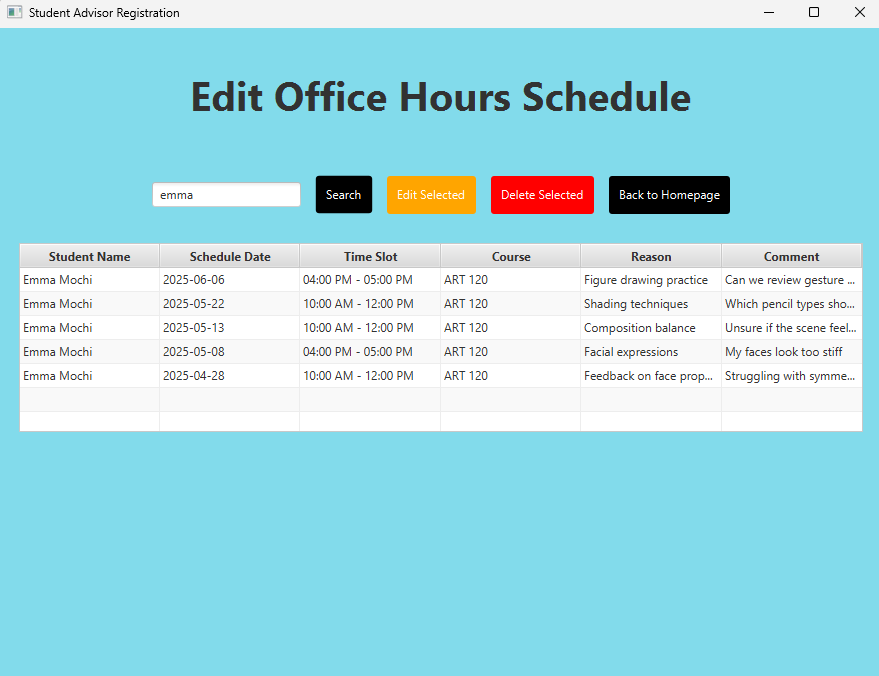 Student Advisor Registration
Edit Office Hours Schedule
emma Search Edit Selected Delete Selected Back to Homepage
Student Name Schedule Date Time Slot Course Reason Comment
Emma Mochi 2025-06-06 04:00 PM - 05:00 PM ART 120 Figure drawing practice Can we review gesture ...
Emma Mochi 2025-05-22 10:00 AM - 12:00 PM ART 120 Shading techniques Which pencil types sho...
Emma Mochi 2025-05-13 10:00 AM - 12:00 PM ART 120 Composition balance Unsure if the scene feel...
Emma Mochi 2025-05-08 04:00 PM - 05:00 PM ART 120 Facial expressions My faces look too stiff
Emma Mochi 2025-04-28 10:00 AM - 12:00 PM ART 120 Feedback on face prop... Struggling with symme...